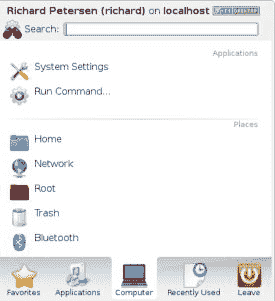 Richard Petersen (richard) on localhost
Search:
Applications
System Settings
Run Command...
Places
Home
Network
Root
Trash
Bluetooth
Favorites Applications Computer Recently Used Leave